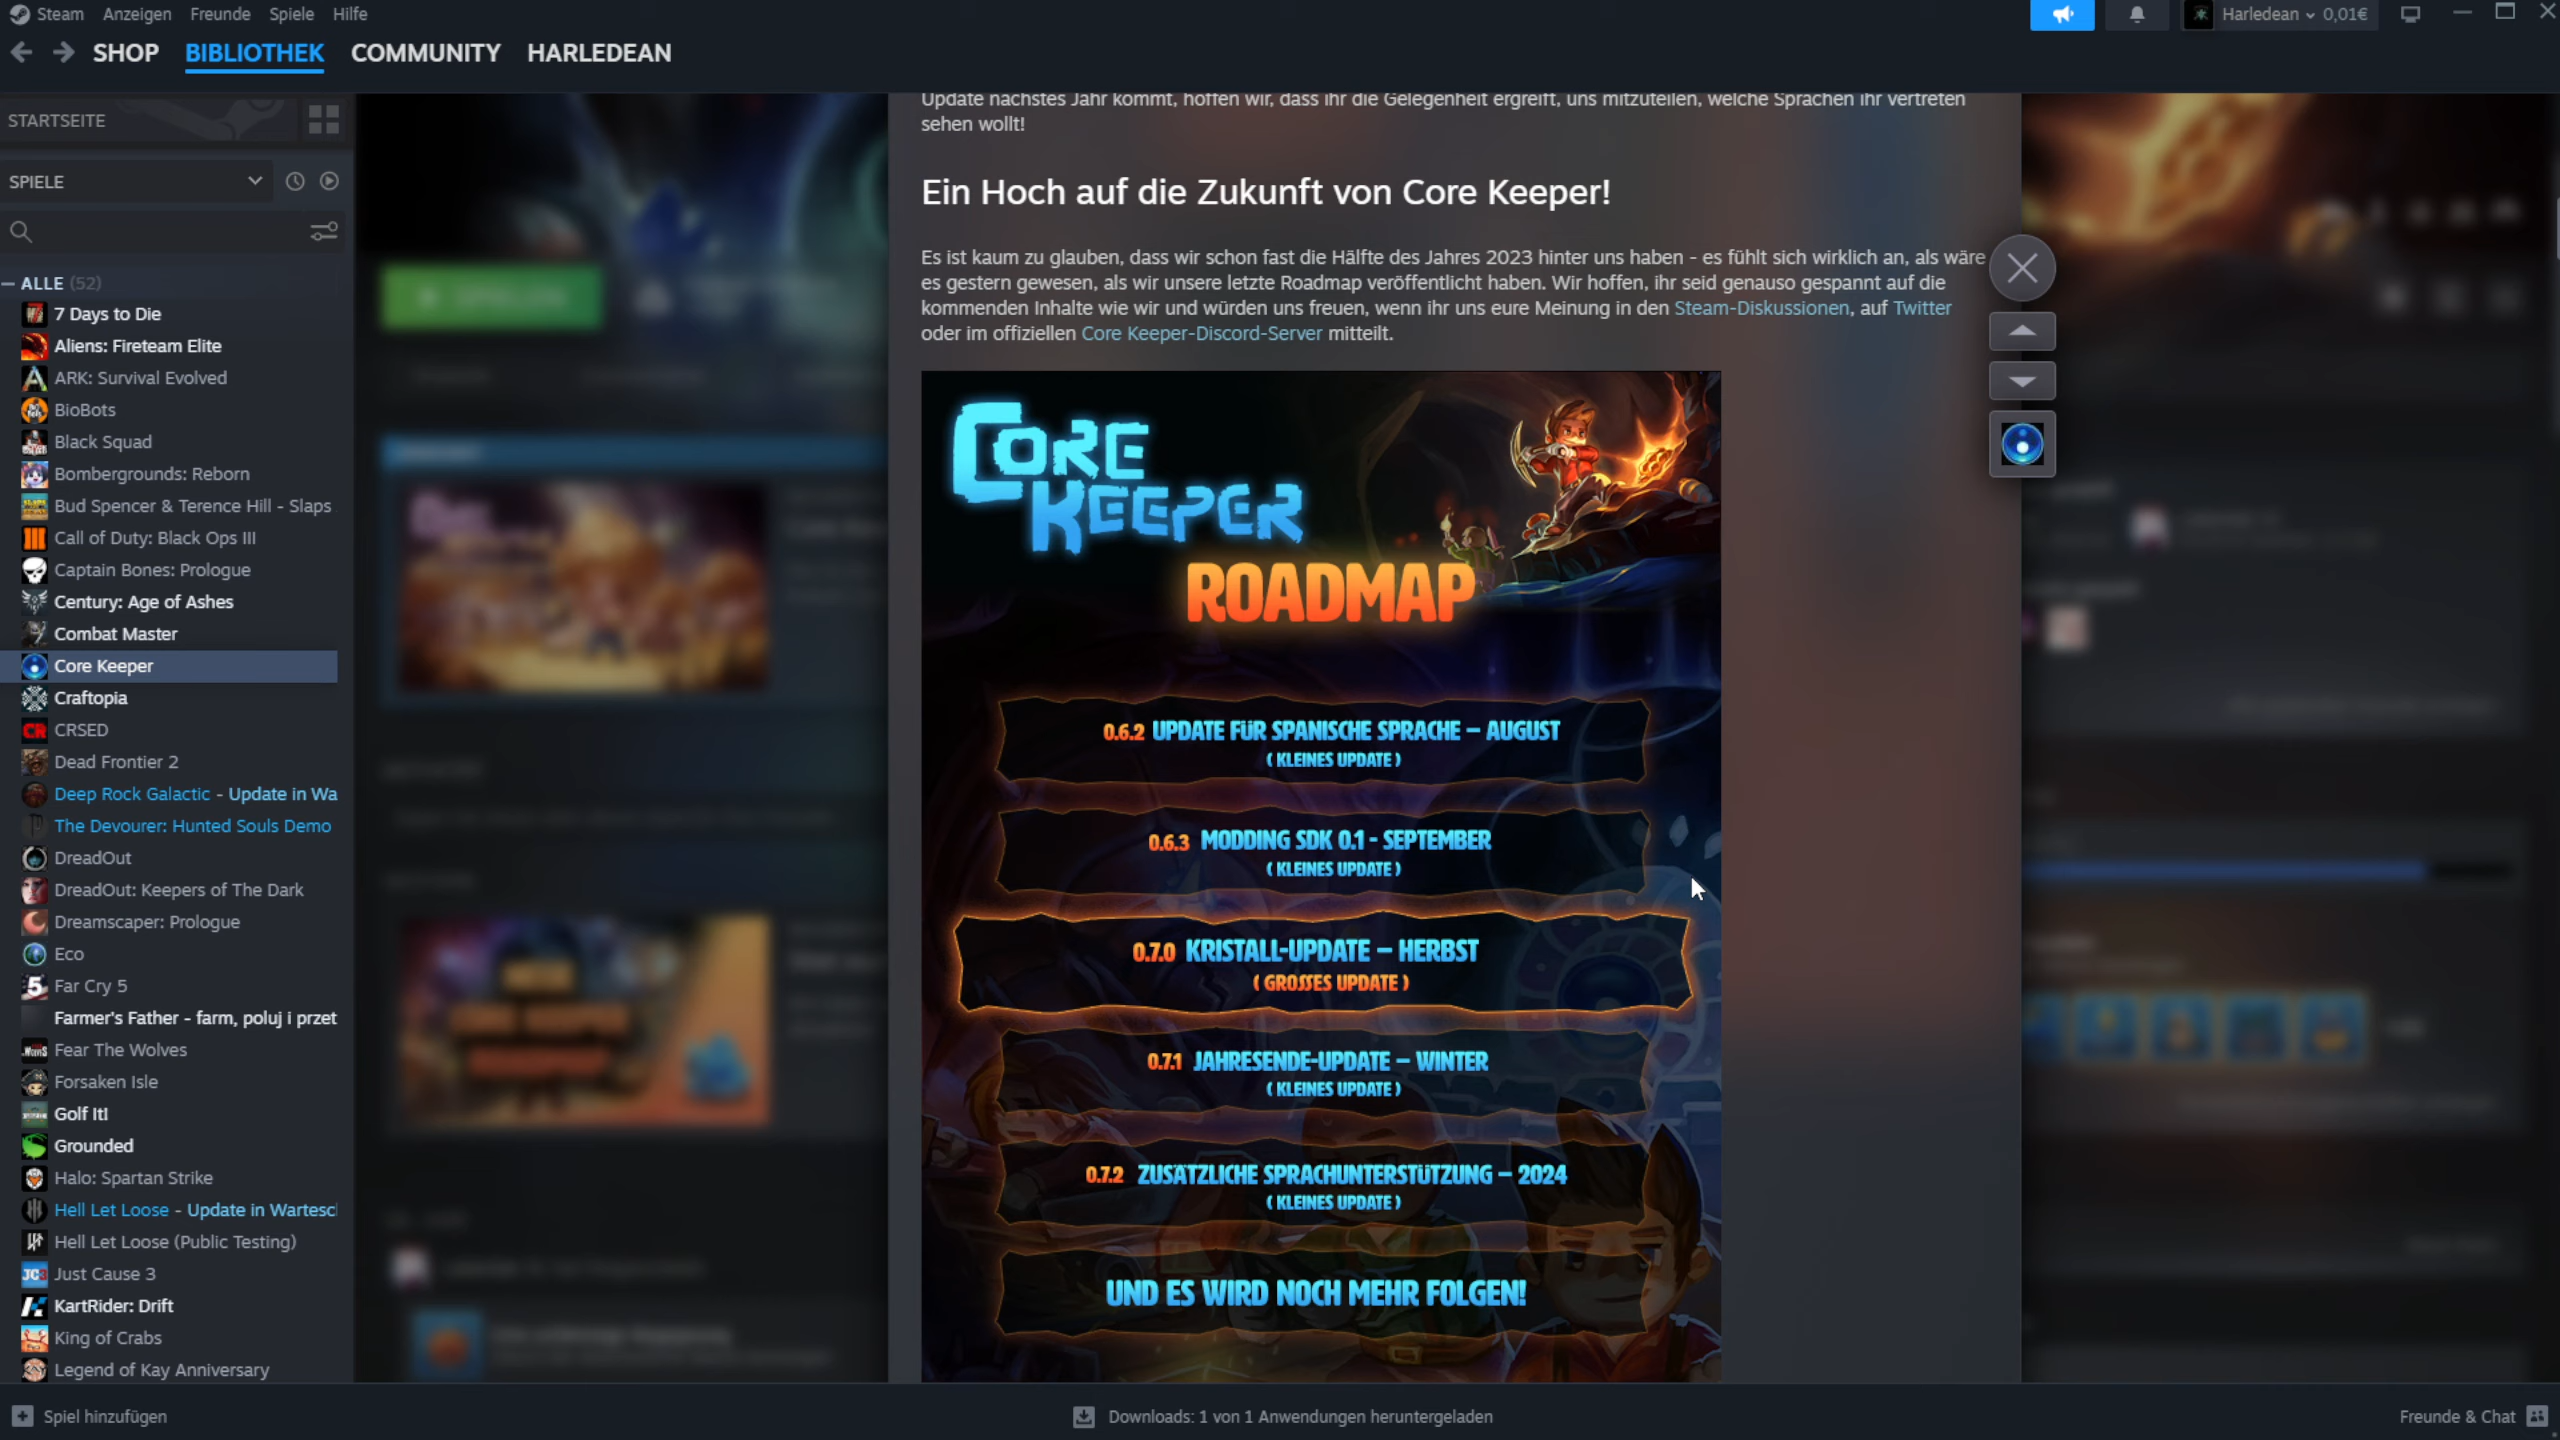 Steam Anzeigen Freunde Spiele Hilfe
Harledean 0,01€
SHOP BIBLIOTHEK COMMUNITY HARLEDEAN
STARTSEITE
SPIELE
ALLE (52)
7 Days to Die
Aliens: Fireteam Elite
ARK: Survival Evolved
BioBots
Black Squad
Bombergrounds: Reborn
Bud Spencer & Terence Hill - Slaps
Call of Duty: Black Ops III
Captain Bones: Prologue
Century: Age of Ashes
Combat Master
Core Keeper
Craftopia
CRSED
Dead Frontier 2
Deep Rock Galactic - Update in Wa
The Devourer: Hunted Souls Demo
DreadOut
DreadOut: Keepers of The Dark
Dreamscaper: Prologue
Eco
Far Cry 5
Farmer's Father - farm, poluj i przet
Fear The Wolves
Forsaken Isle
Golf It!
Grounded
Halo: Spartan Strike
Hell Let Loose - Update in Wartesc
Hell Let Loose (Public Testing)
Just Cause 3
KartRider: Drift
King of Crabs
Legend of Kay Anniversary
Update nächstes Jahr kommt, hoffen wir, dass ihr die Gelegenheit ergreift, uns mitzuteilen, welche Sprachen ihr vertreten
sehen wollt!
Ein Hoch auf die Zukunft von Core Keeper!
Es ist kaum zu glauben, dass wir schon fast die Hälfte des Jahres 2023 hinter uns haben - es fühlt sich wirklich an, als wäre
es gestern gewesen, als wir unsere letzte Roadmap veröffentlicht haben. Wir hoffen, ihr seid genauso gespannt auf die
kommenden Inhalte wie wir und würden uns freuen, wenn ihr uns eure Meinung in den Steam-Diskussionen, auf Twitter
oder im offiziellen Core Keeper-Discord-Server mitteilt.
CORE
KEEPER
ROADMAP
0.6.2 UPDATE FÜR SPANISCHE SPRACHE – AUGUST
( KLEINES UPDATE )
0.6.3 MODDING SDK 0.1 - SEPTEMBER
( KLEINES UPDATE )
0.7.0 KRISTALL-UPDATE – HERBST
( GROSSES UPDATE )
0.7.1 JAHRESENDE-UPDATE – WINTER
( KLEINES UPDATE )
0.7.2 ZUSÄTZLICHE SPRACHUNTERSTÜTZUNG – 2024
( KLEINES UPDATE )
UND ES WIRD NOCH MEHR FOLGEN!
Spiel hinzufügen
Downloads: 1 von 1 Anwendungen heruntergeladen
Freunde & Chat